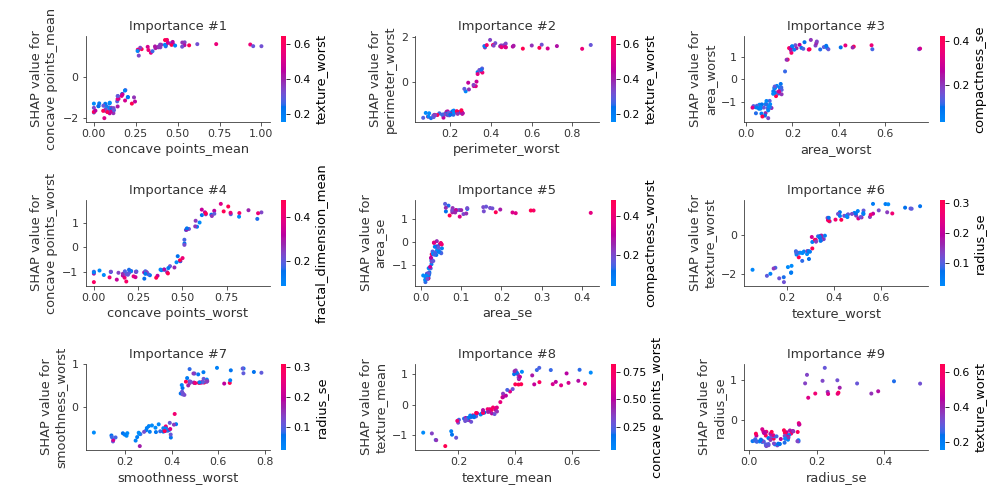 Importance #1
SHAP value for
concave points_mean
0
−2
0.00 0.25 0.50 0.75 1.00
concave points_mean
0.6
0.4
0.2
texture_worst
Importance #2
SHAP value for
perimeter_worst
2
0
0.2 0.4 0.6 0.8
perimeter_worst
0.6
0.4
0.2
texture_worst
Importance #3
SHAP value for
area_worst
1
0
−1
0.0 0.2 0.4 0.6
area_worst
0.4
0.2
compactness_se
Importance #4
SHAP value for
concave points_worst
1
0
−1
0.00 0.25 0.50 0.75
concave points_worst
0.4
0.2
fractal_dimension_mean
Importance #5
SHAP value for
area_se
1
0
−1
0.0 0.1 0.2 0.3 0.4
area_se
0.4
0.2
compactness_worst
Importance #6
SHAP value for
texture_worst
0
−2
0.2 0.4 0.6
texture_worst
0.3
0.2
0.1
radius_se
Importance #7
SHAP value for
smoothness_worst
1
0
0.2 0.4 0.6 0.8
smoothness_worst
0.3
0.2
0.1
radius_se
Importance #8
SHAP value for
texture_mean
1
0
−1
0.2 0.4 0.6
texture_mean
0.75
0.50
0.25
concave points_worst
Importance #9
SHAP value for
radius_se
1
0
0.0 0.2 0.4
radius_se
0.6
0.4
0.2
texture_worst